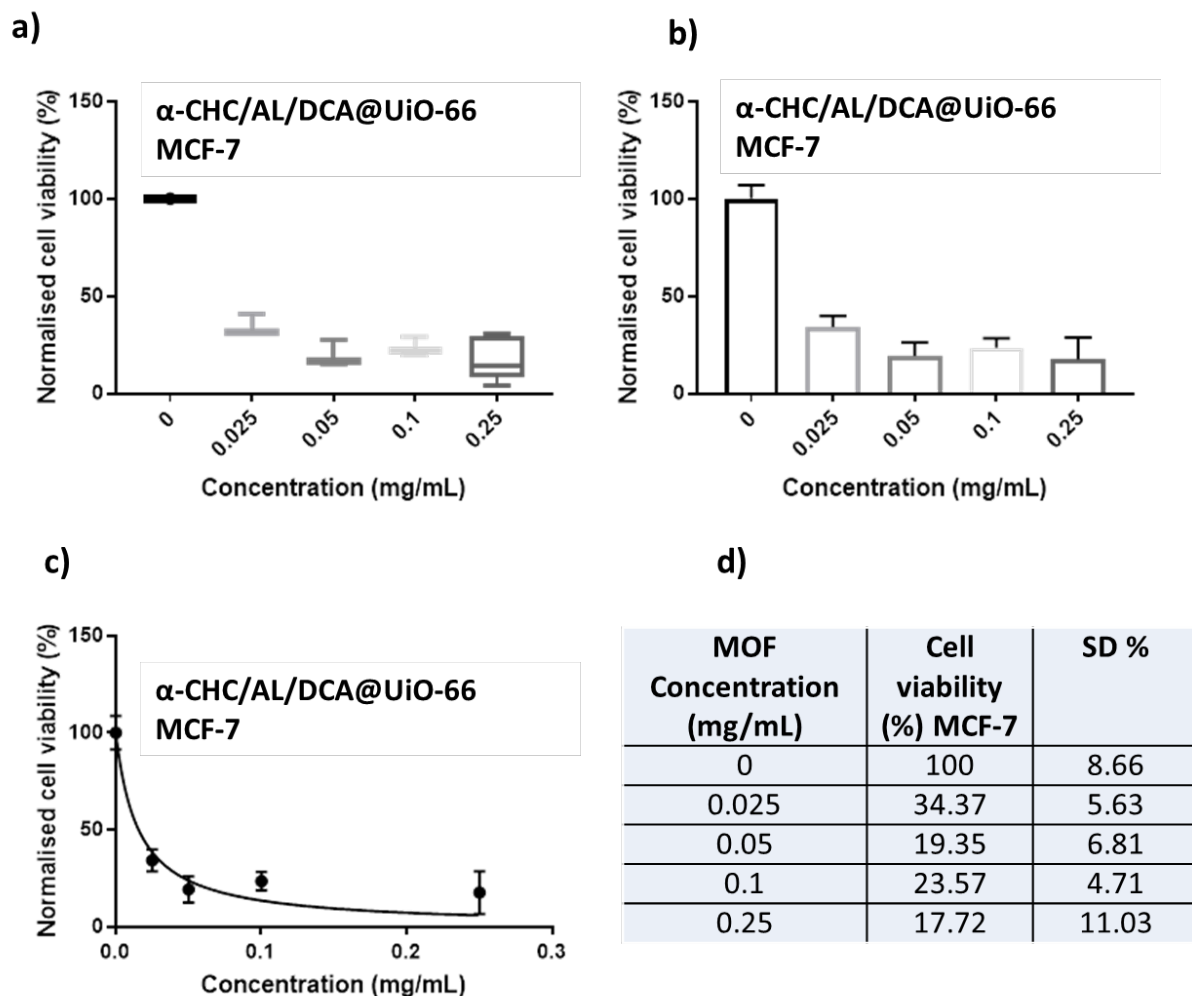 a)
Normalised cell viability (%)
150
100
50
0
α-CHC/AL/DCA@UiO-66
MCF-7
0
0.025
0.05
0.1
0.25
Concentration (mg/mL)
b)
Normalised cell viability (%)
150
100
50
0
α-CHC/AL/DCA@UiO-66
MCF-7
0
0.025
0.05
0.1
0.25
Concentration (mg/mL)
c)
Normalised cell viability (%)
150
100
50
0
α-CHC/AL/DCA@UiO-66
MCF-7
0.0
0.1
0.2
0.3
Concentration (mg/mL)
d)
MOF
Concentration
(mg/mL)
Cell
viability
(%) MCF-7
SD %
0 100 8.66
0.025 34.37 5.63
0.05 19.35 6.81
0.1 23.57 4.71
0.25 17.72 11.03